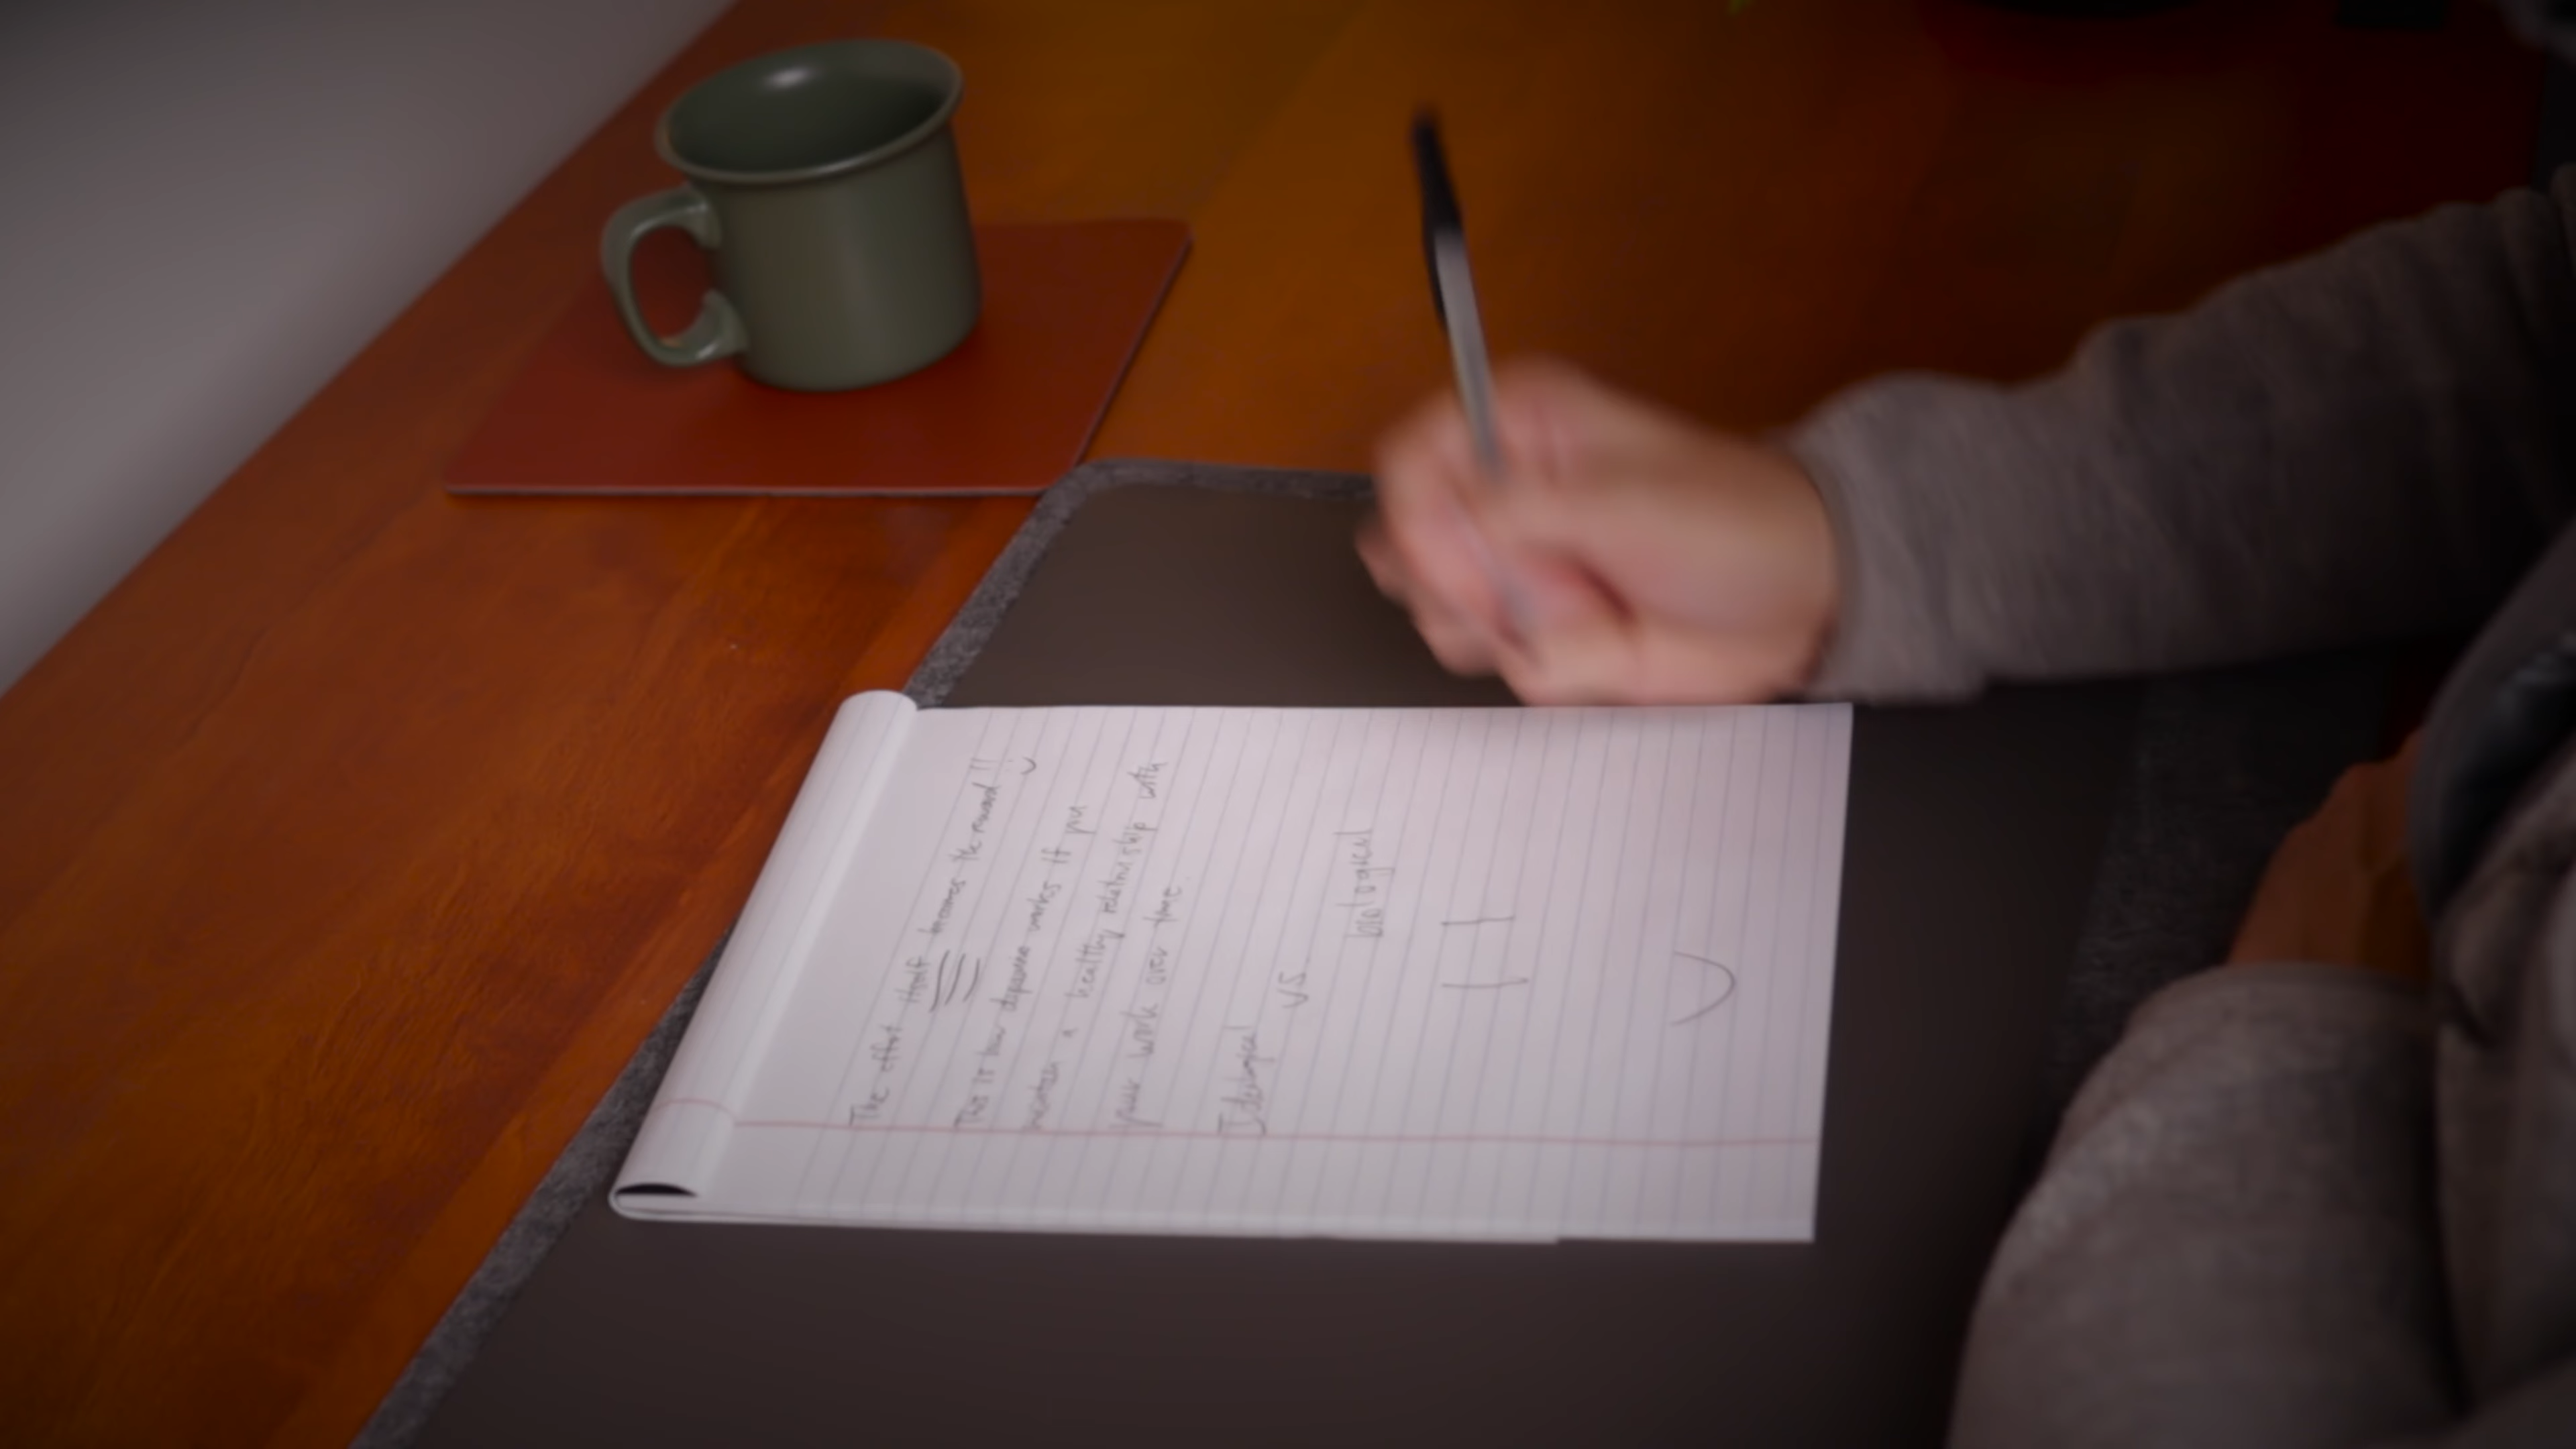 The effort itself becomes the reward !!
This is how dopamine works if you
maintain a healthy relationship with
your work over time
Ideological
vs.
biological